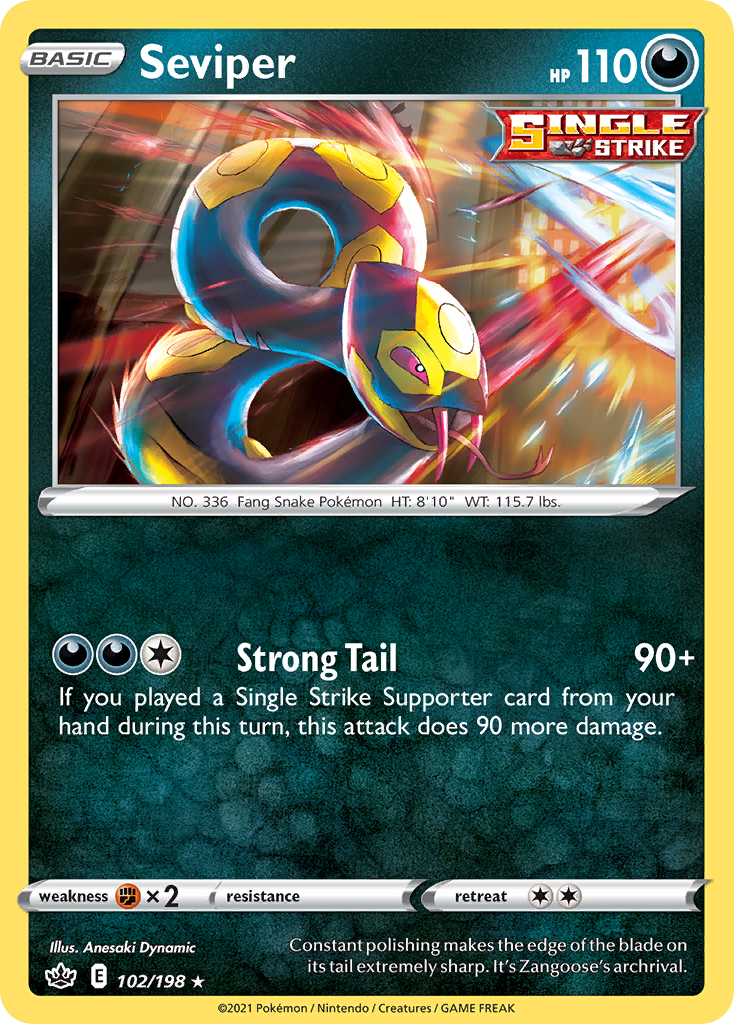 BASIC Seviper HP 110
SINGLE
STRIKE
NO. 336 Fang Snake Pokémon HT: 8'10" WT: 115.7 lbs.
Strong Tail 90+
If you played a Single Strike Supporter card from your
hand during this turn, this attack does 90 more damage.
weakness ×2 resistance retreat
Illus. Anesaki Dynamic
Constant polishing makes the edge of the blade on
its tail extremely sharp. It's Zangoose's archrival.
E 102/198 ★
©2021 Pokémon / Nintendo / Creatures / GAME FREAK